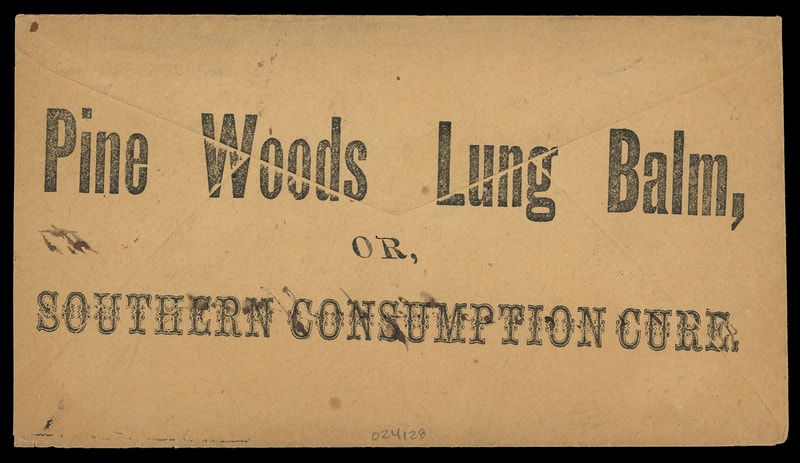 Pine Woods Lung Balm,
OR,
SOUTHERN CONSUMPTION CURE.
024128